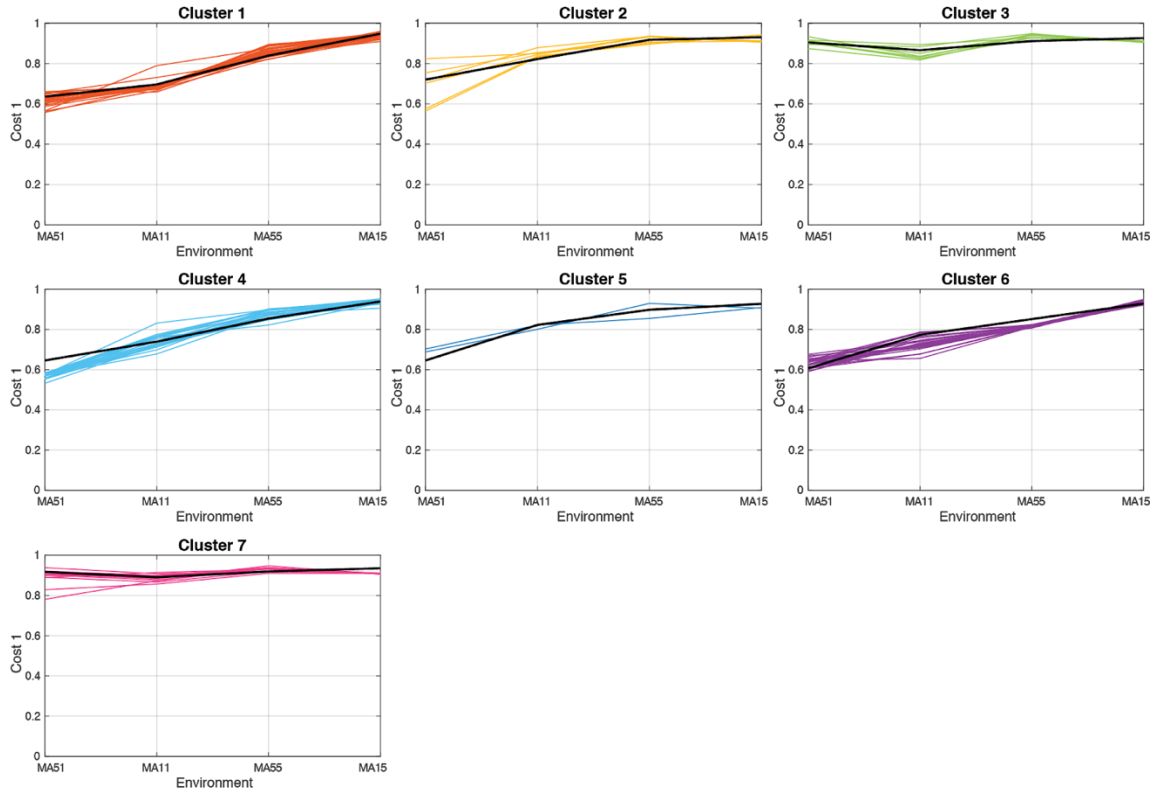 Cluster 1
1
0.8
0.6
0.4
0.2
0
Cost 1
MA51 MA11 MA55 MA15
Environment
Cluster 2
1
0.8
0.6
0.4
0.2
0
Cost 1
MA51 MA11 MA55 MA15
Environment
Cluster 3
1
0.8
0.6
0.4
0.2
0
Cost 1
MA51 MA11 MA55 MA15
Environment
Cluster 4
1
0.8
0.6
0.4
0.2
0
Cost 1
MA51 MA11 MA55 MA15
Environment
Cluster 5
1
0.8
0.6
0.4
0.2
0
Cost 1
MA51 MA11 MA55 MA15
Environment
Cluster 6
1
0.8
0.6
0.4
0.2
0
Cost 1
MA51 MA11 MA55 MA15
Environment
Cluster 7
1
0.8
0.6
0.4
0.2
0
Cost 1
MA51 MA11 MA55 MA15
Environment